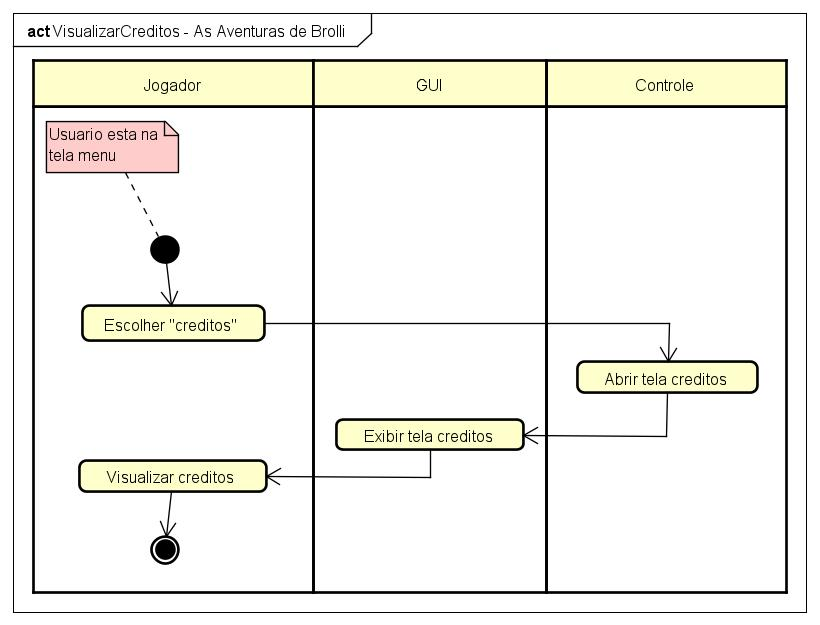 act VisualizarCreditos - As Aventuras de Brolli
Jogador
GUI
Controle
Usuario esta na
tela menu
Escolher "creditos"
Abrir tela creditos
Exibir tela creditos
Visualizar creditos